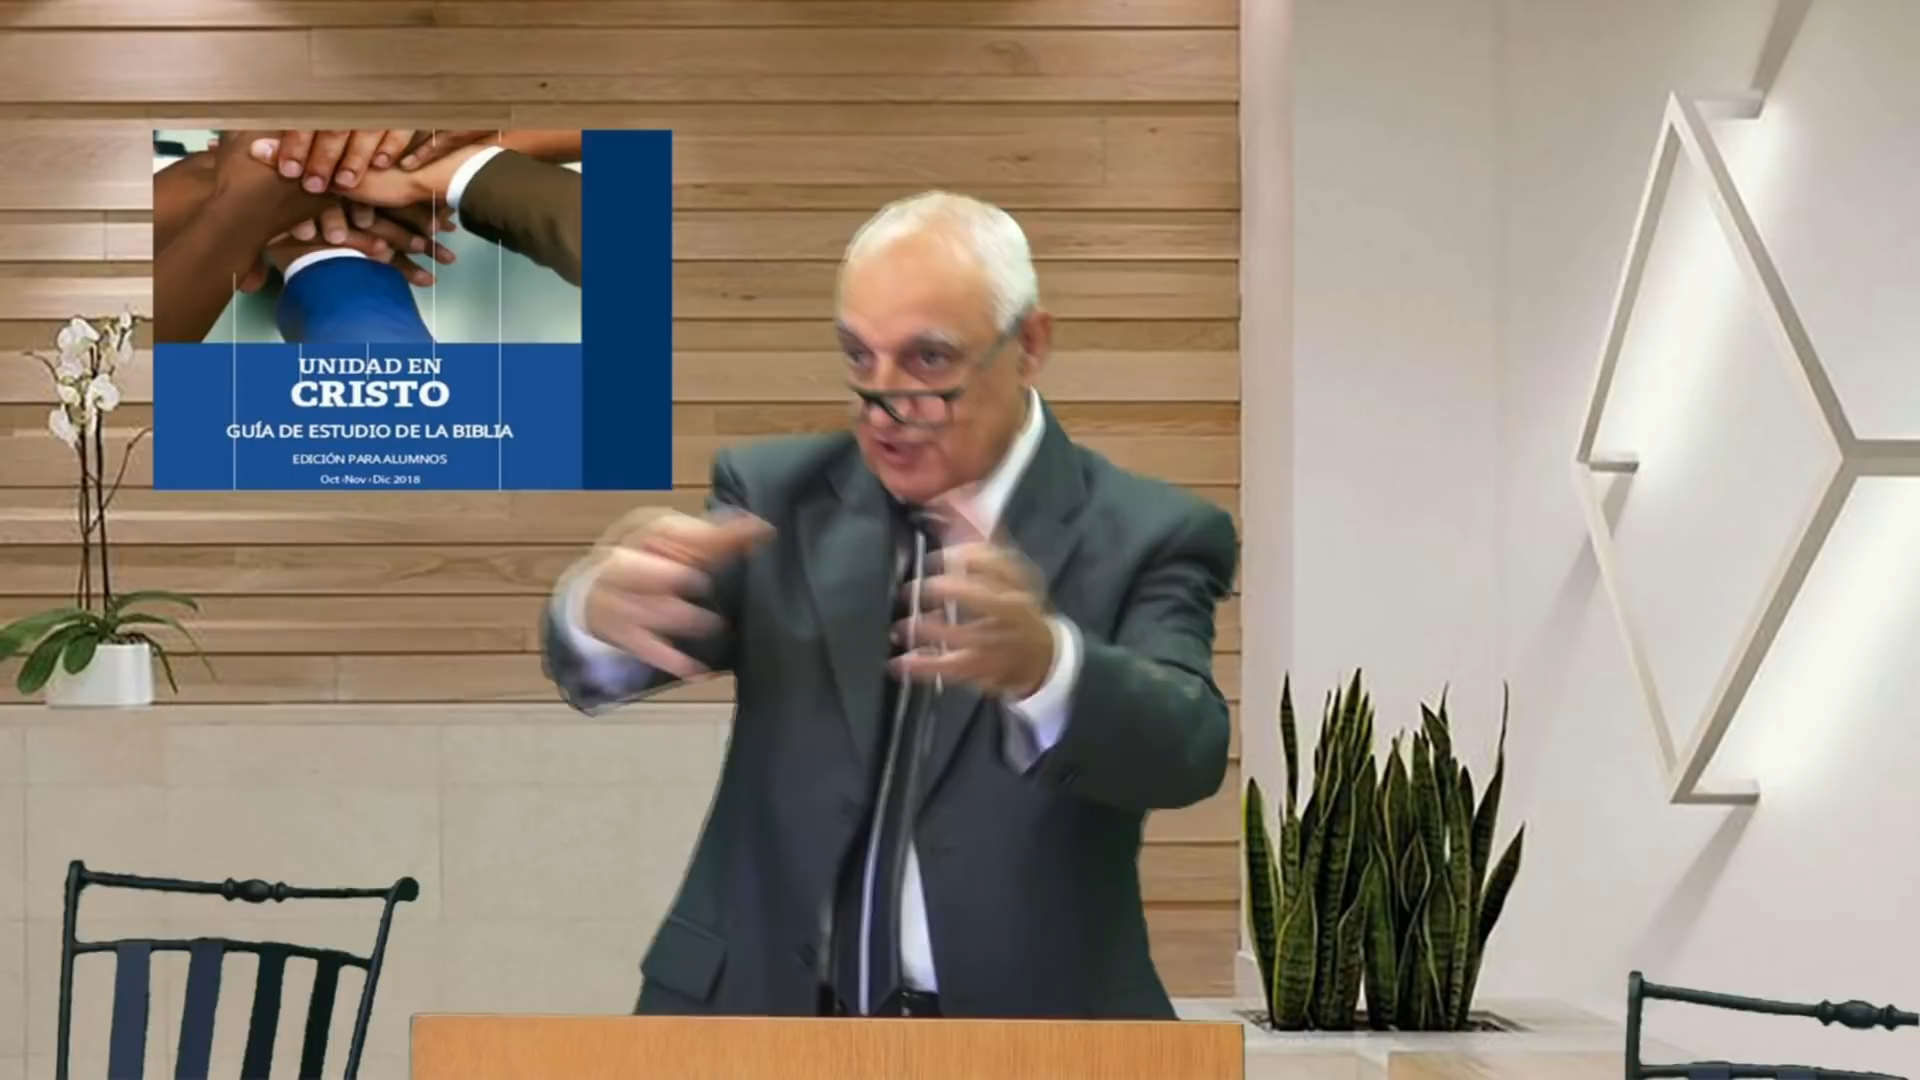 UNIDAD EN
CRISTO
GUÍA DE ESTUDIO DE LA BIBLIA
EDICIÓN PARA ALUMNOS
Oct · Nov · Dic 2018